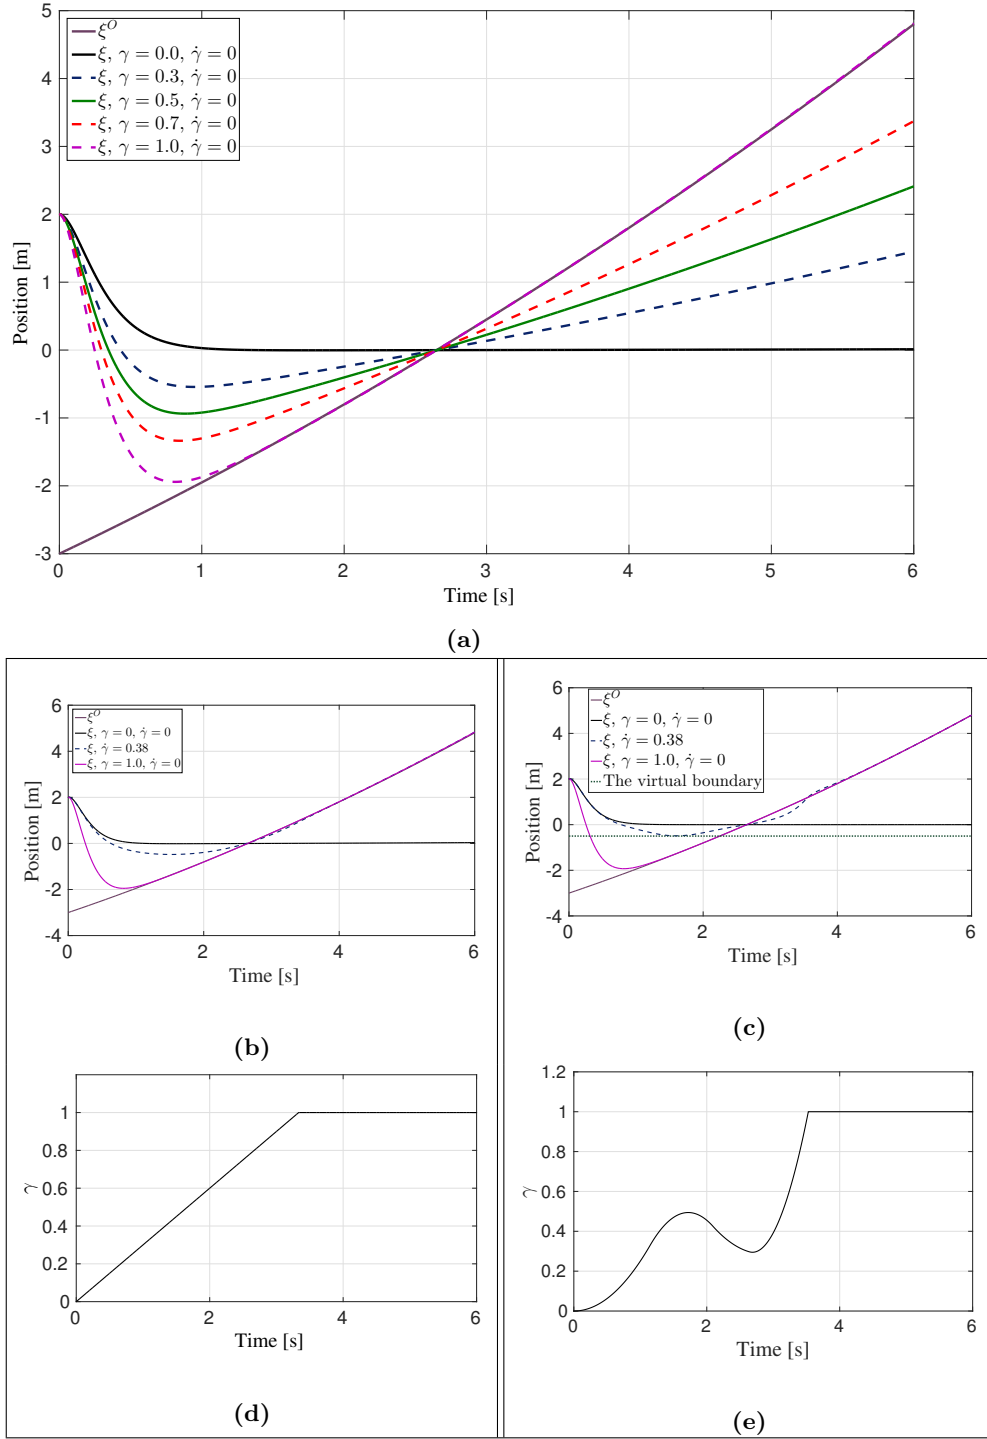 5
4
3
2
1
0
-1
-2
-3
Position [m]
ξ^O
ξ, γ = 0.0, γ̇ = 0
ξ, γ = 0.3, γ̇ = 0
ξ, γ = 0.5, γ̇ = 0
ξ, γ = 0.7, γ̇ = 0
ξ, γ = 1.0, γ̇ = 0
0 1 2 3 4 5 6
Time [s]
(a)
6
4
2
0
-2
-4
Position [m]
ξ^O
ξ, γ = 0, γ̇ = 0
ξ, γ̇ = 0.38
ξ, γ = 1.0, γ̇ = 0
0 2 4 6
Time [s]
(b)
6
4
2
0
-2
-4
Position [m]
ξ^O
ξ, γ = 0, γ̇ = 0
ξ, γ̇ = 0.38
ξ, γ = 1.0, γ̇ = 0
The virtual boundary
0 2 4 6
Time [s]
(c)
1
0.8
0.6
0.4
0.2
0
γ
0 2 4 6
Time [s]
(d)
1.2
1
0.8
0.6
0.4
0.2
0
γ
0 2 4 6
Time [s]
(e)